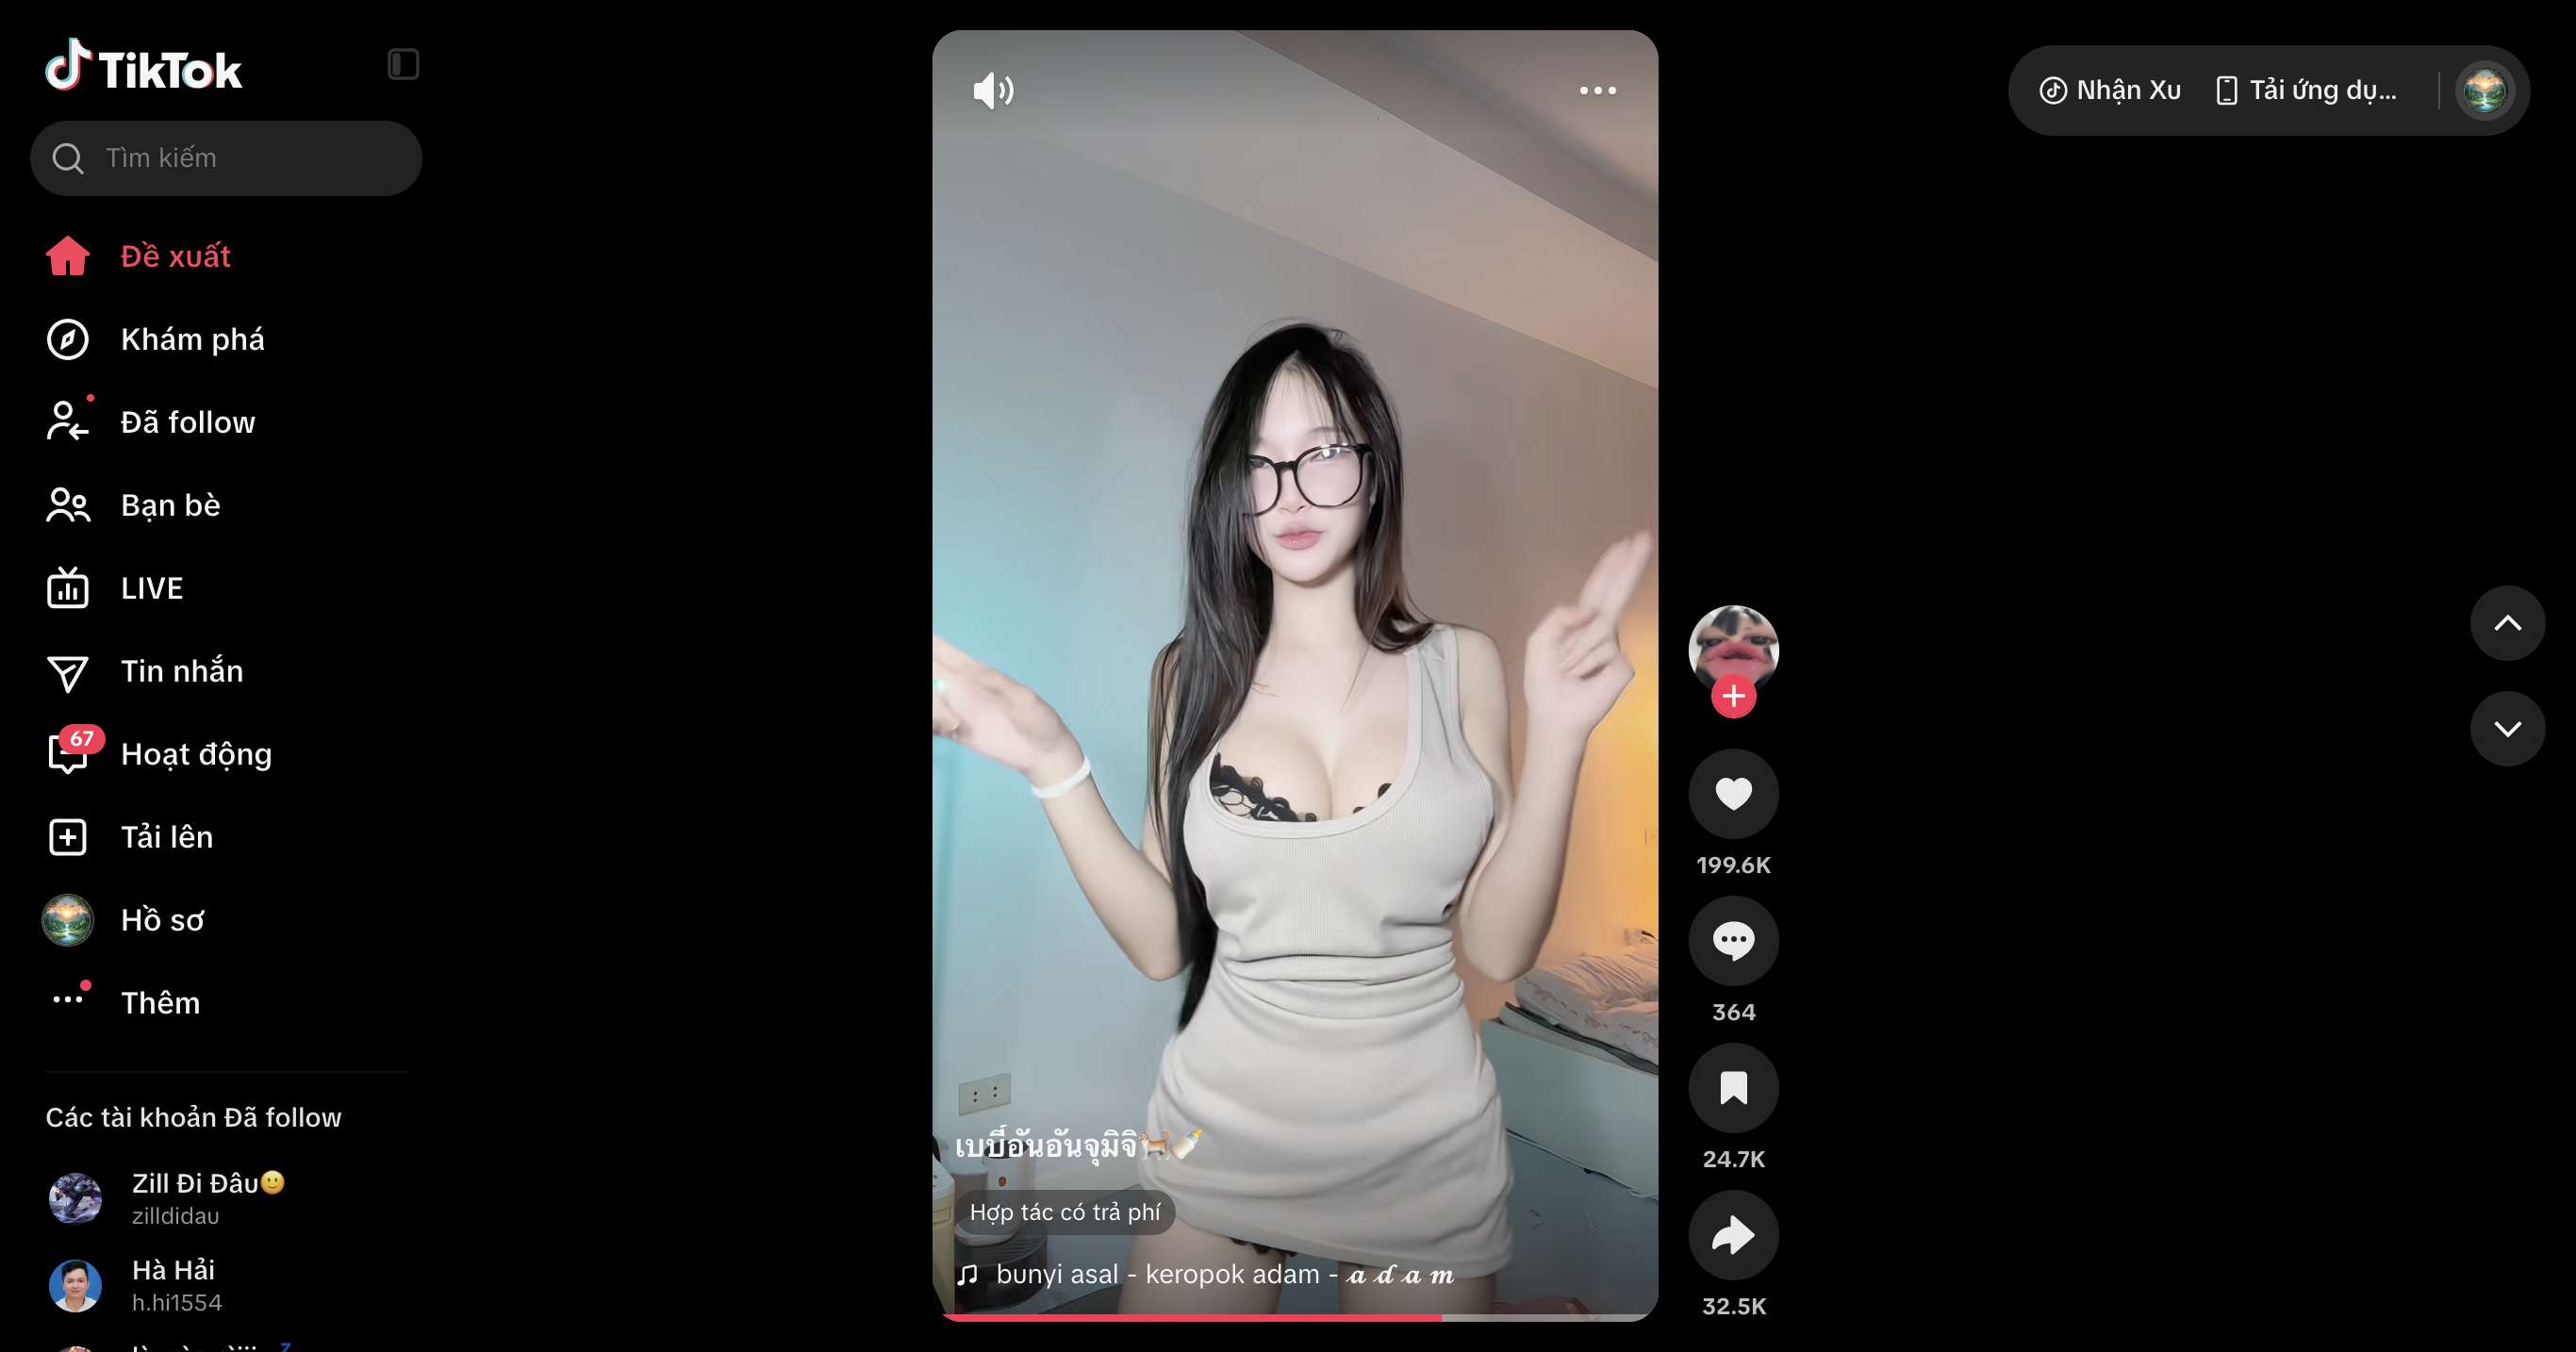 TikTok
Tìm kiếm
Đề xuất
Khám phá
Đã follow
Bạn bè
LIVE
Tin nhắn
67
Hoạt động
Tải lên
Hồ sơ
Thêm
Các tài khoản Đã follow
Zill Đi Đâu🙂
zilldidau
Hà Hải
h.hi1554
เบบี๋อันอันจุมิจิ🐈🍼
Hợp tác có trả phí
bunyi asal - keropok adam - 𝓪 𝓭 𝓪 𝓶
199.6K
364
24.7K
32.5K
Nhận Xu
Tải ứng dụ...